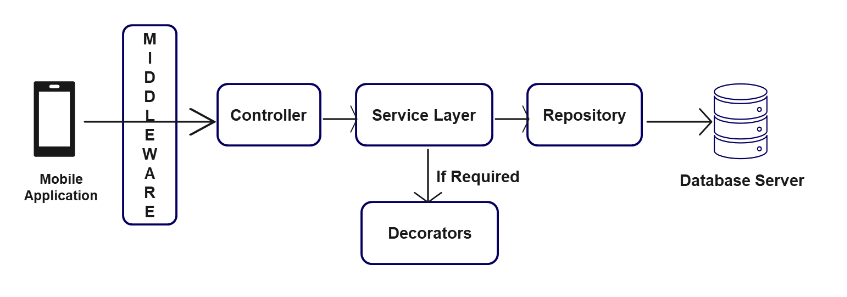 Mobile
Application
M
I
D
D
L
E
W
A
R
E
Controller
Service Layer
Repository
Database Server
If Required
Decorators